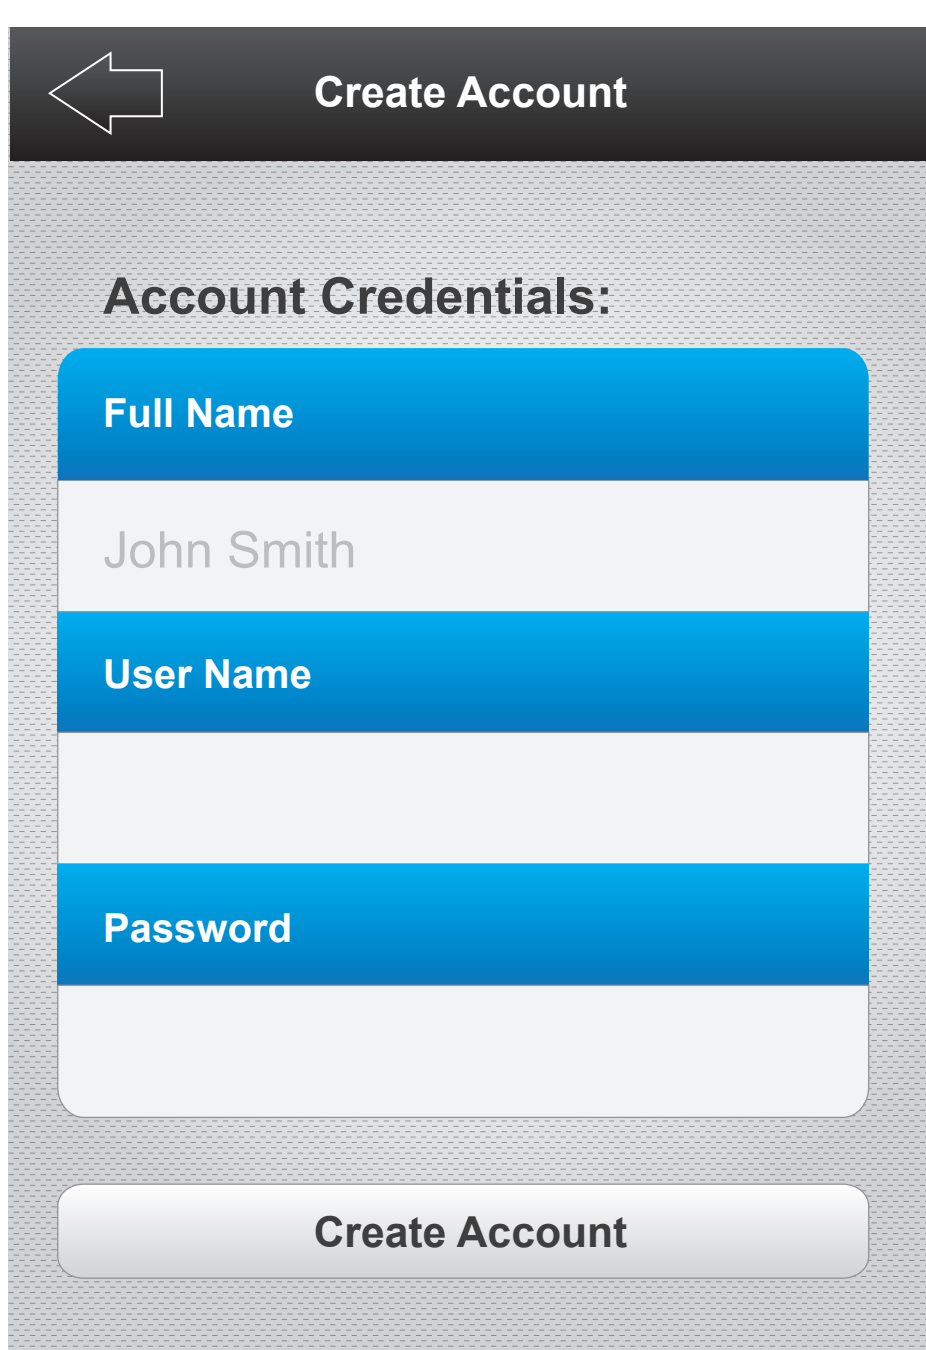 Create Account
Account Credentials:
Full Name
John Smith
User Name
Password
Create Account